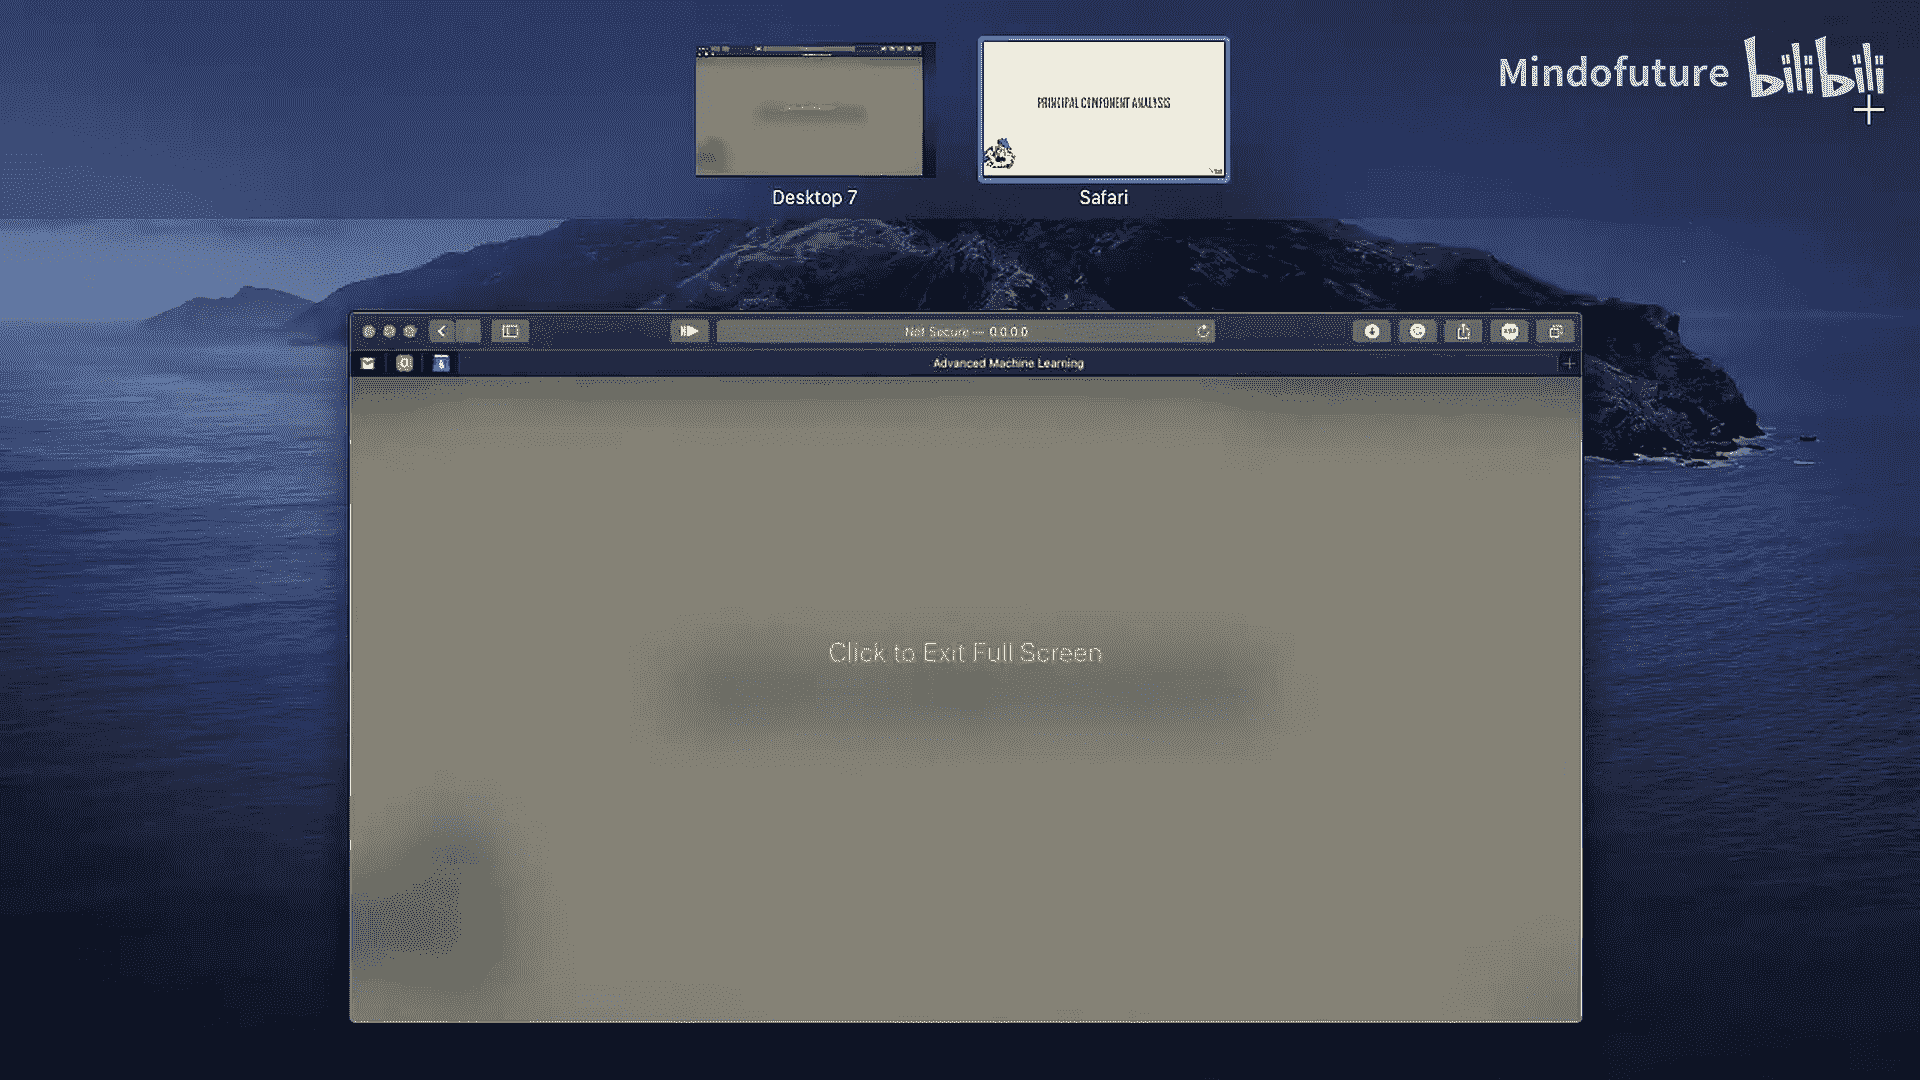 Mindofuture bilibili
PRINCIPAL COMPONENT ANALYSIS
Desktop 7
Safari
Not Secure — 0.0.0.0
Advanced Machine Learning
Click to Exit Full Screen